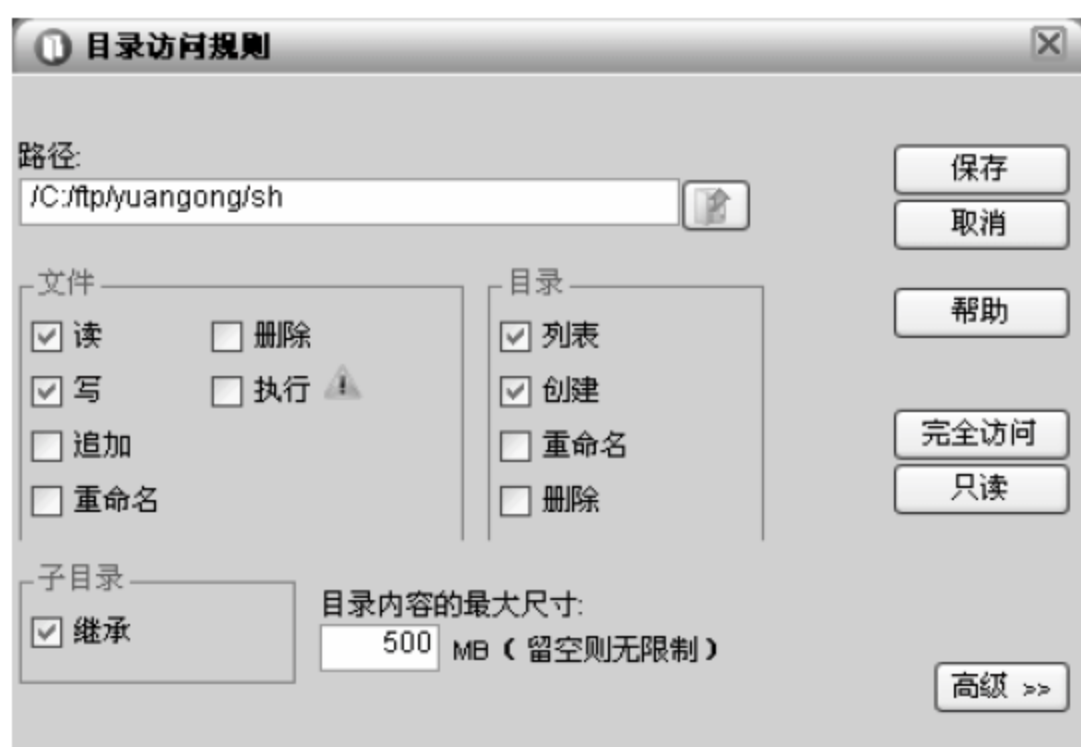 目录访问规则
路径:
/C:/ftp/yuangong/sh
保存
取消
帮助
完全访问
只读
文件
读
删除
写
执行
追加
重命名
目录
列表
创建
重命名
删除
子目录
继承
目录内容的最大尺寸:
500 MB ( 留空则无限制 )
高级 >>